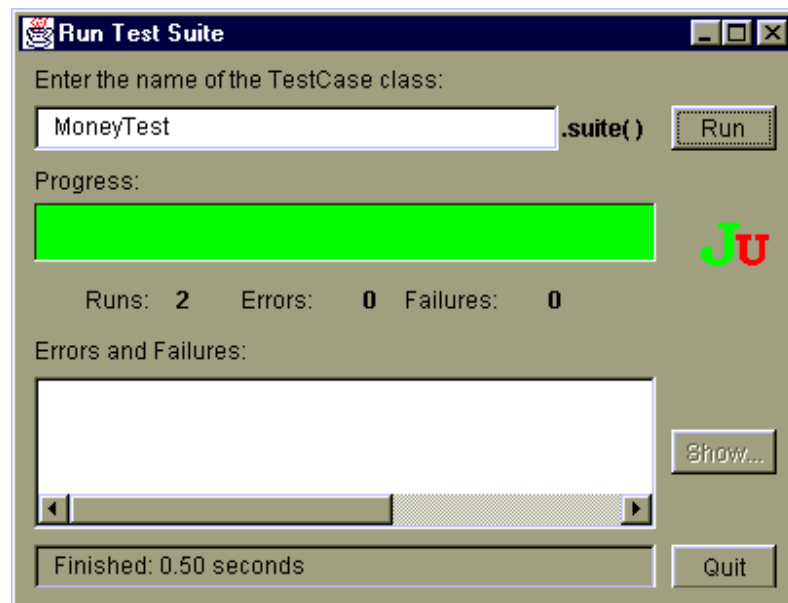 Run Test Suite
Enter the name of the TestCase class:
MoneyTest .suite( ) Run
Progress:
JU
Runs: 2 Errors: 0 Failures: 0
Errors and Failures:
Show...
Finished: 0.50 seconds Quit